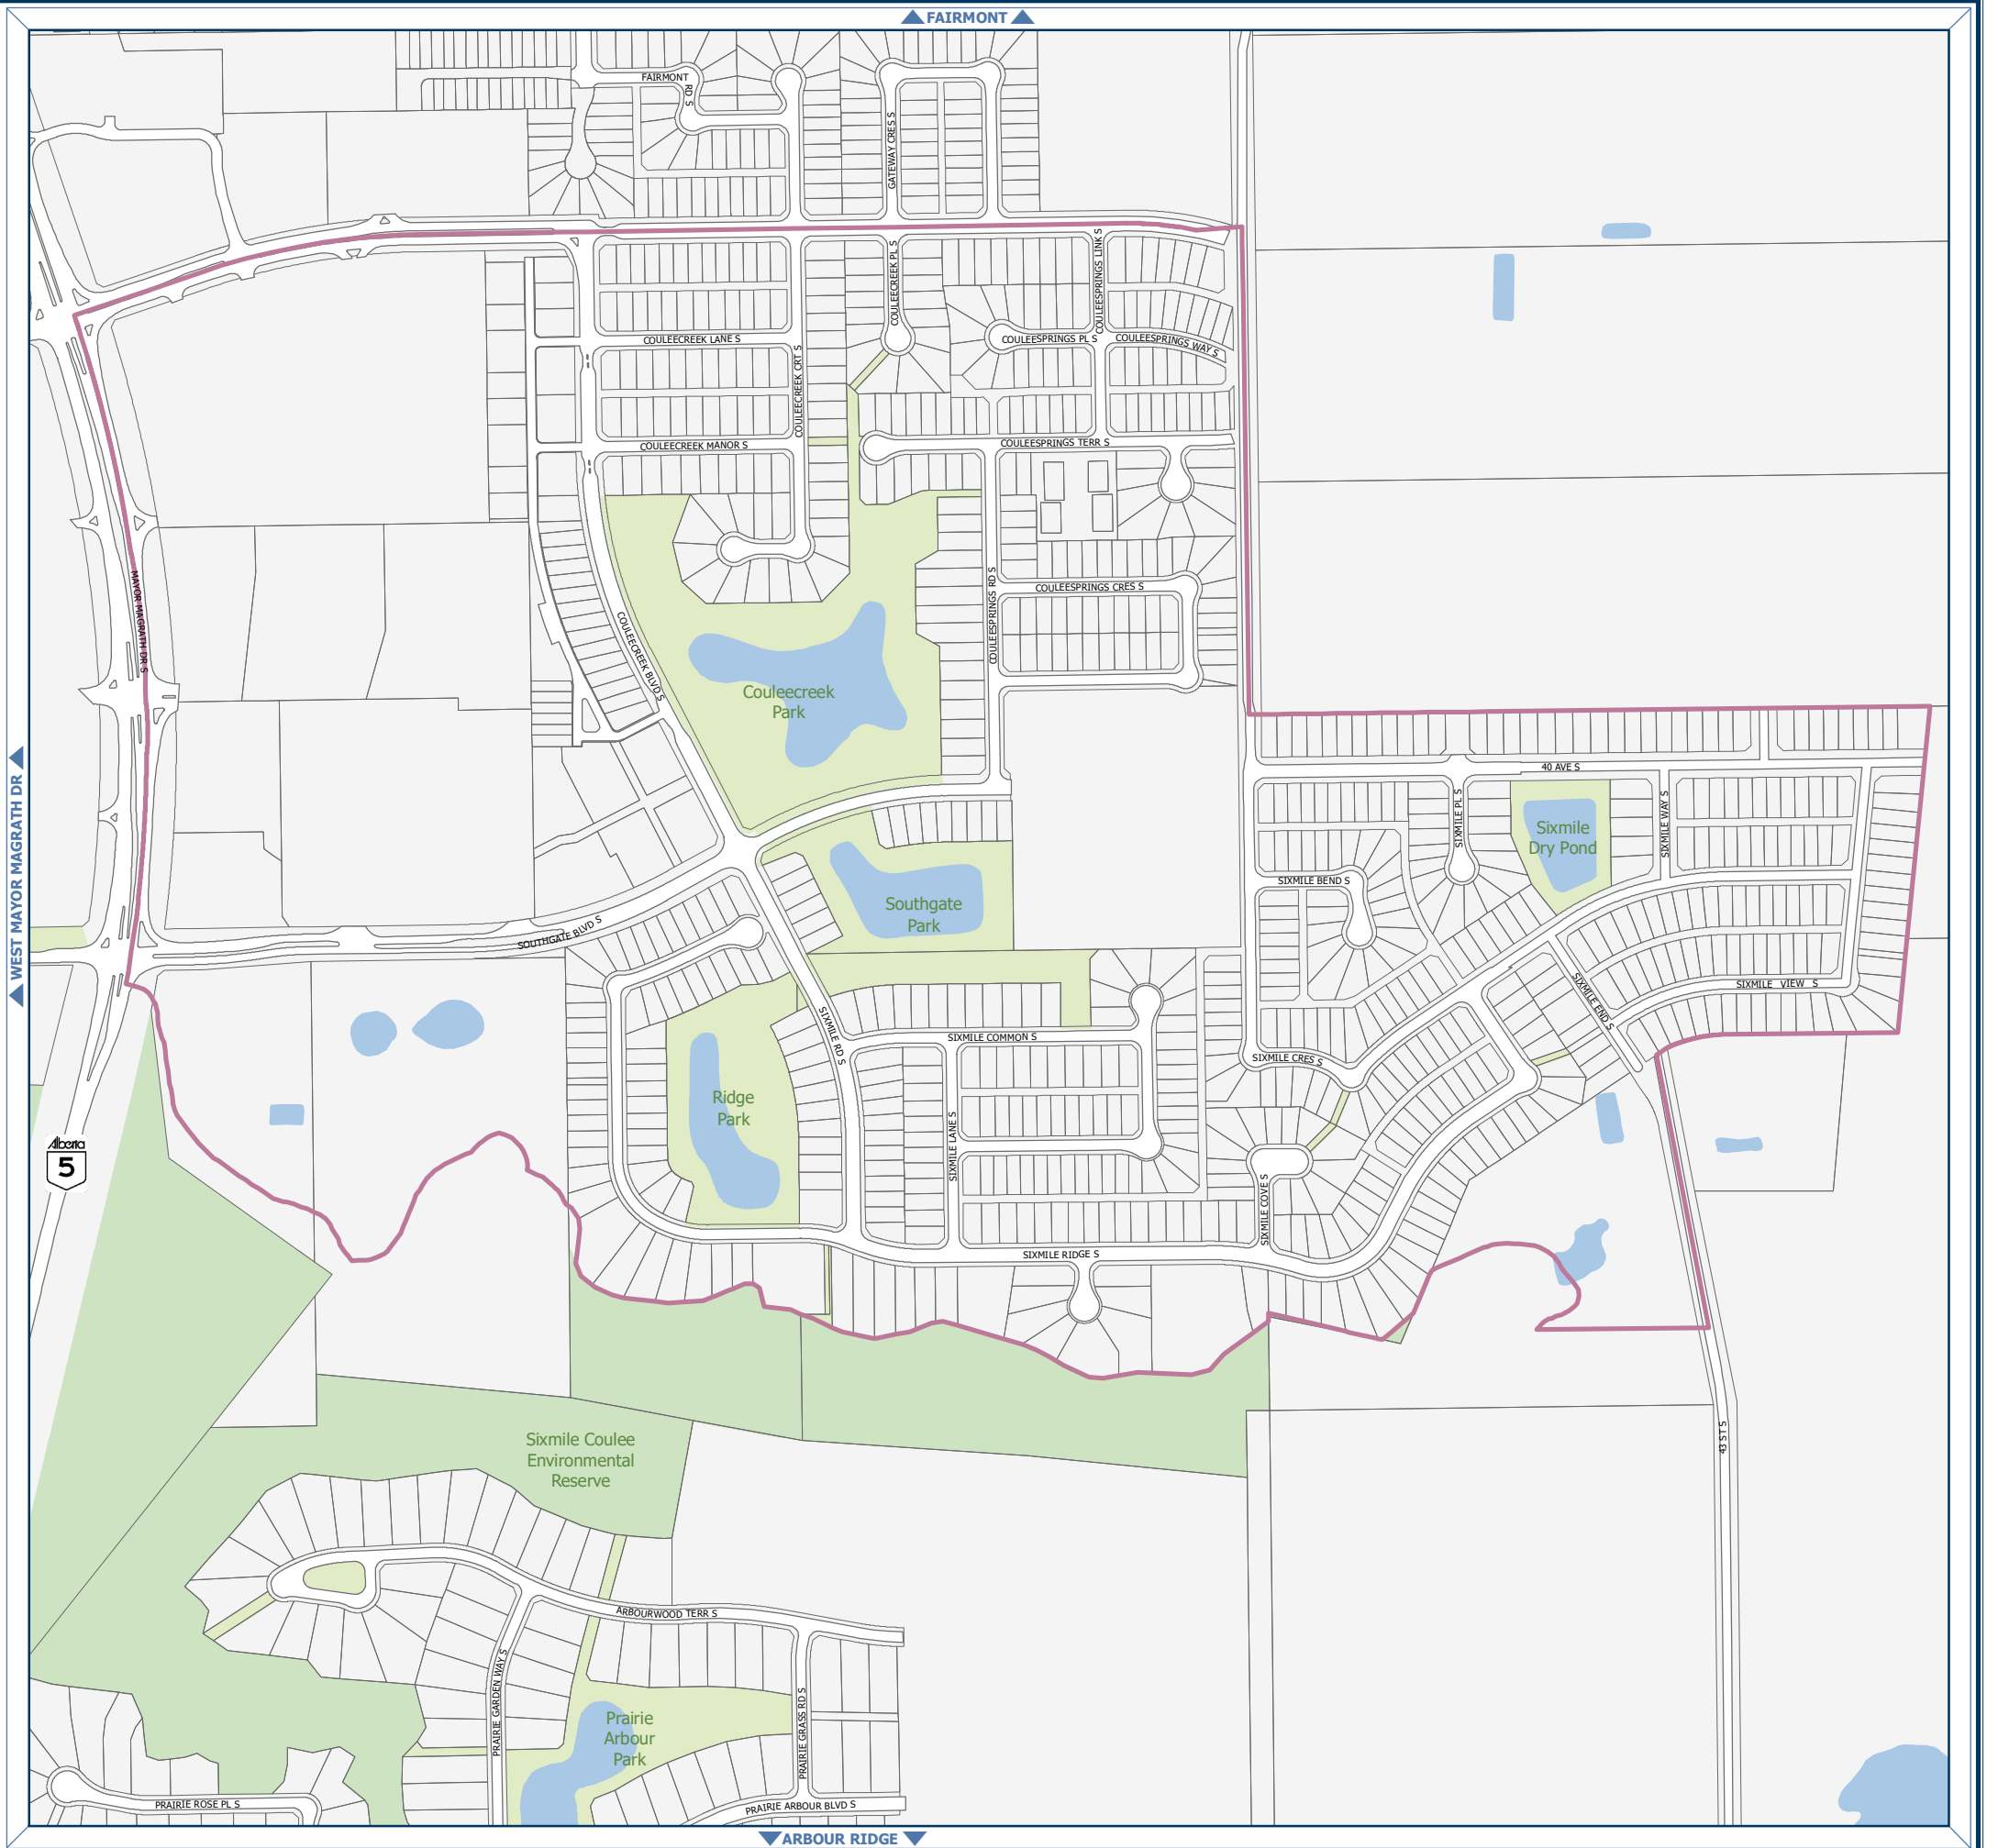 FAIRMONT
FAIRMONT
RD S
GATEWAY CRES S
COULEECREEK PL S
COULEESPRINGS LINK S
COULEECREEK LANE S
COULEESPRINGS PL S
COULEESPRINGS WAY S
COULEECREEK CRT S
COULEECREEK MANOR S
COULEESPRINGS TERR S
MAYOR MAGRATH DR S
COULEECREEK BLVD S
COULEESPRINGS RD S
COULEESPRINGS CRES S
Couleecreek
Park
WEST MAYOR MAGRATH DR
40 AVE S
SIXMILE PL S
SIXMILE WAY S
Sixmile
Dry Pond
SIXMILE BEND S
Southgate
Park
SOUTHGATE BLVD S
SIXMILE VIEW S
SIXMILE END S
SIXMILE RD S
SIXMILE COMMON S
SIXMILE CRES S
Ridge
Park
SIXMILE LANE S
Alberta
5
SIXMILE COVE S
SIXMILE RIDGE S
43 ST S
Sixmile Coulee
Environmental
Reserve
ARBOURWOOD TERR S
PRAIRIE GARDEN WAY S
PRAIRIE GRASS RD S
Prairie
Arbour
Park
PRAIRIE ROSE PL S
PRAIRIE ARBOUR BLVD S
ARBOUR RIDGE